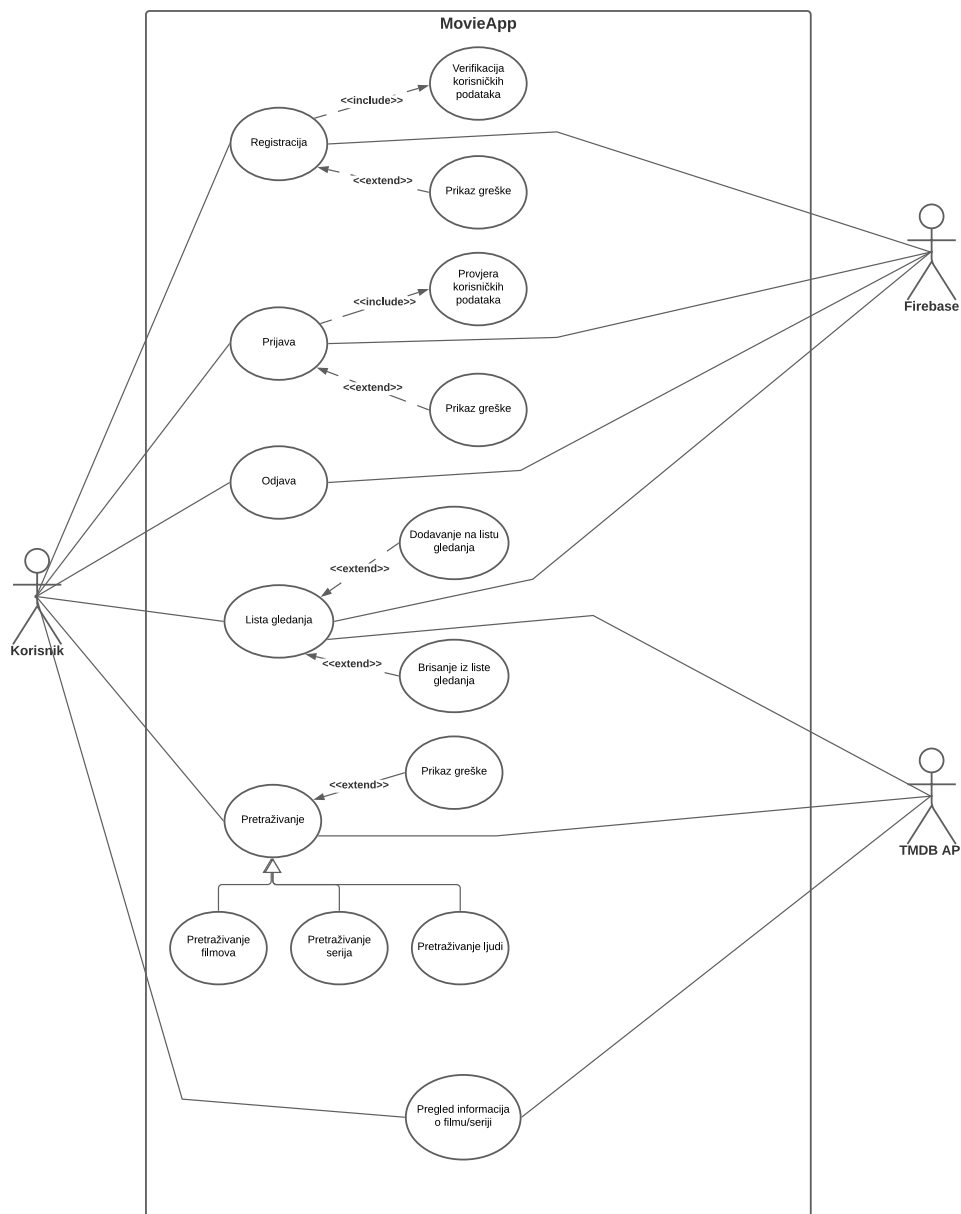 MovieApp
Verifikacija
korisničkih
podataka
<<include>>
Registracija
<<extend>>
Prikaz greške
Provjera
korisničkih
podataka
<<include>>
Firebase
Prijava
<<extend>>
Prikaz greške
Odjava
Dodavanje na listu
gledanja
<<extend>>
Lista gledanja
Korisnik
<<extend>>
Brisanje iz liste
gledanja
Prikaz greške
<<extend>>
Pretraživanje
TMDB AP
Pretraživanje
filmova
Pretraživanje
serija
Pretraživanje ljudi
Pregled informacija
o filmu/seriji